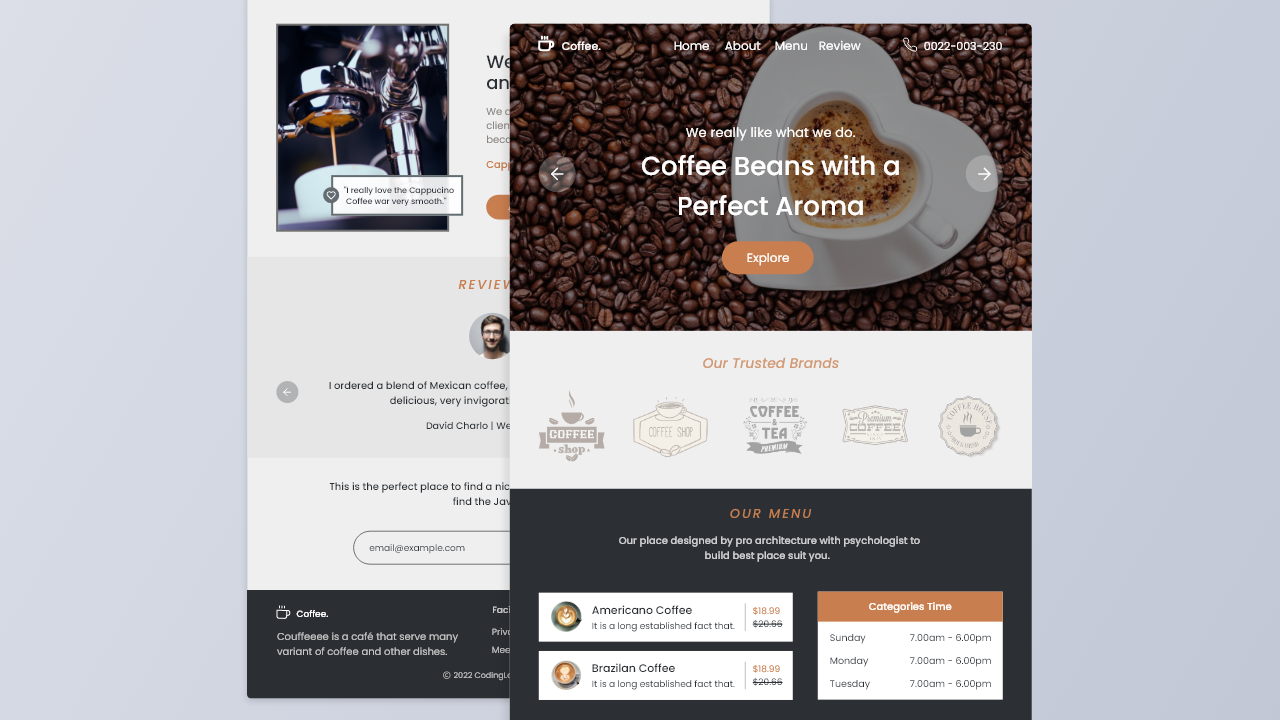 We
an
We
clien
beca
Capp
"I really love the Cappucino
Coffee war very smooth."
REVIEW
I ordered a blend of Mexican coffee,
delicious, very invigorat
David Charlo | We
This is the perfect place to find a nic
find the Jav
email@example.com
Coffee.
Couffeeee is a café that serve many
variant of coffee and other dishes.
Faci
Priva
Mee
© 2022 CodingLa
Coffee.
Home About Menu Review
0022-003-230
We really like what we do.
Coffee Beans with a
Perfect Aroma
Explore
Our Trusted Brands
COFFEE
shop
COFFEE SHOP
COFFEE
&
TEA
PREMIUM
Premium
COFFEE
COFFEE HOUSE
OUR MENU
Our place designed by pro architecture with psychologist to
build best place suit you.
Americano Coffee
It is a long established fact that.
$18.99
$20.66
Brazilan Coffee
It is a long established fact that.
$18.99
$20.66
Categories Time
Sunday 7.00am - 6.00pm
Monday 7.00am - 6.00pm
Tuesday 7.00am - 6.00pm